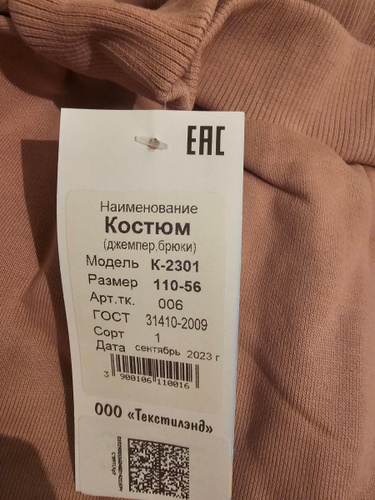 EAC
Наименование
Костюм
(джемпер,брюки)
Модель К-2301
Размер 110-56
Арт.тк. 006
ГОСТ 31410-2009
Сорт 1
Дата сентябрь 2023 г
3 900106 110016
ООО «Текстилэнд»